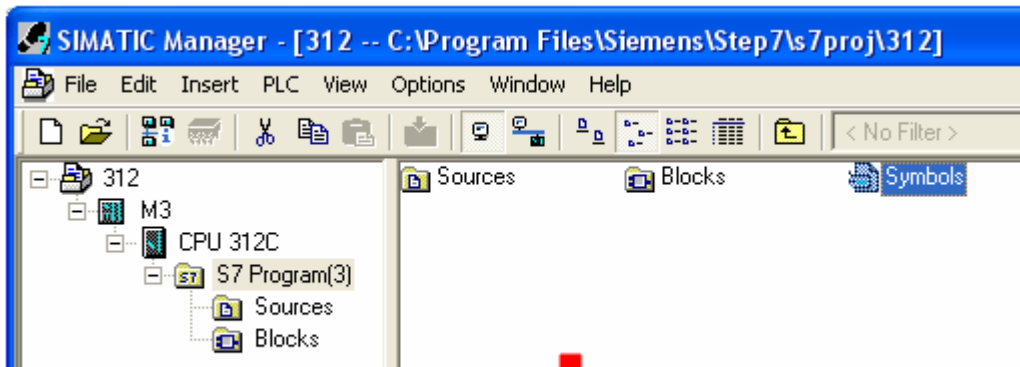 SIMATIC Manager - [312 -- C:\Program Files\Siemens\Step7\s7proj\312]
File Edit Insert PLC View Options Window Help
< No Filter >
312
M3
CPU 312C
S7 Program(3)
Sources
Blocks
Sources Blocks Symbols